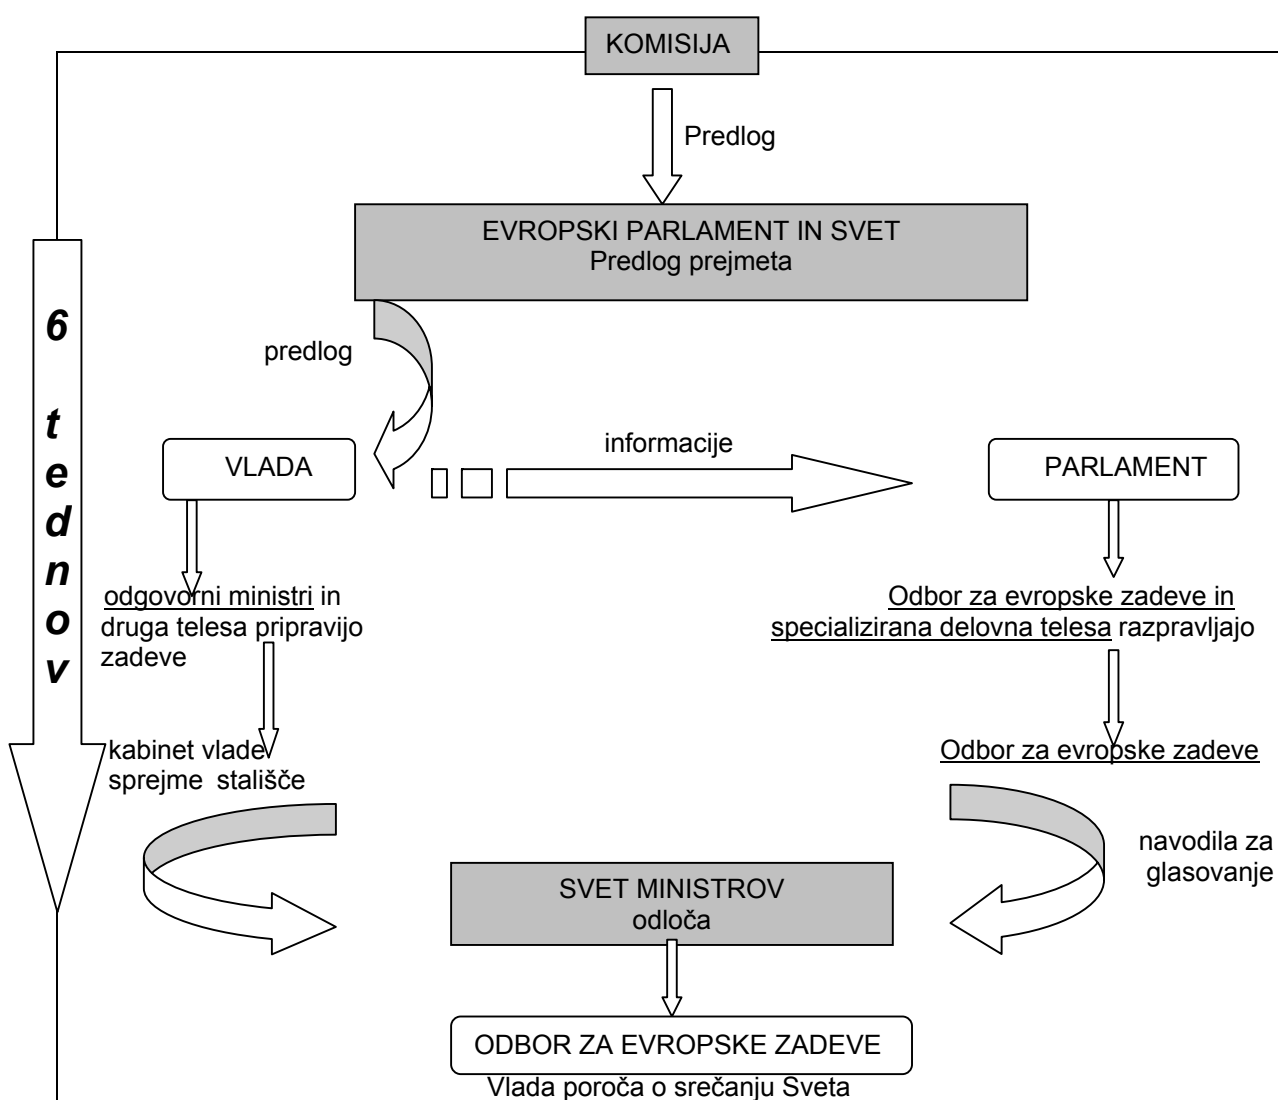 KOMISIJA
Predlog
EVROPSKI PARLAMENT IN SVET
Predlog prejmeta
6 tednov
predlog
informacije
VLADA
PARLAMENT
odgovorni ministri in
druga telesa pripravijo
zadeve
Odbor za evropske zadeve in
specializirana delovna telesa razpravljajo
kabinet vlade
sprejme stališče
Odbor za evropske zadeve
navodila za
glasovanje
SVET MINISTROV
odloča
ODBOR ZA EVROPSKE ZADEVE
Vlada poroča o srečanju Sveta